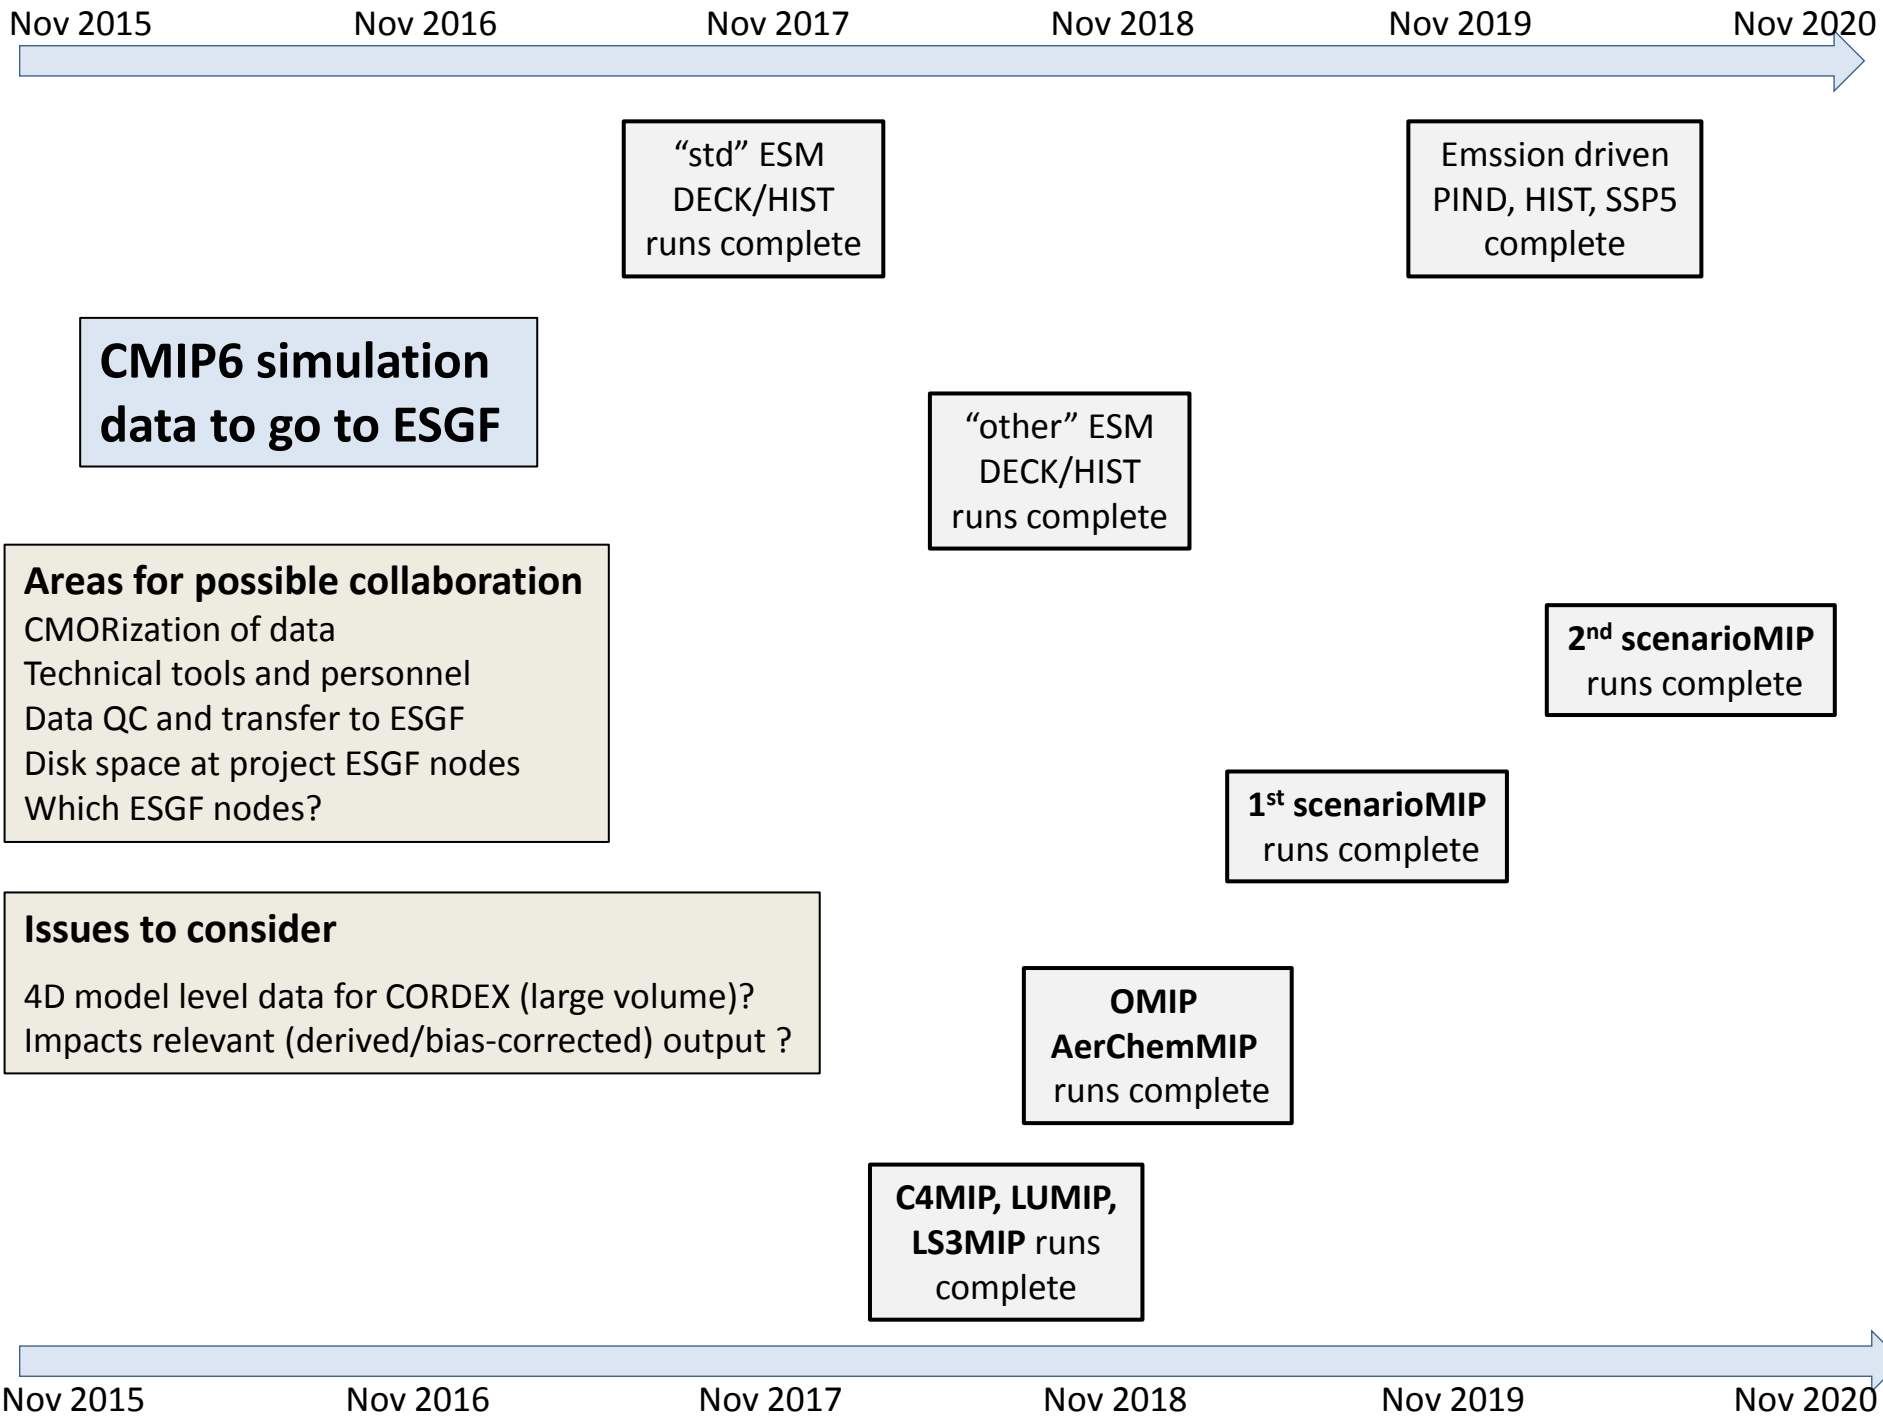 Nov 2015 Nov 2016 Nov 2017 Nov 2018 Nov 2019 Nov 2020
“std” ESM
DECK/HIST
runs complete
Emssion driven
PIND, HIST, SSP5
complete
CMIP6 simulation
data to go to ESGF
“other” ESM
DECK/HIST
runs complete
Areas for possible collaboration
CMORization of data
Technical tools and personnel
Data QC and transfer to ESGF
Disk space at project ESGF nodes
Which ESGF nodes?
2nd scenarioMIP
runs complete
1st scenarioMIP
runs complete
Issues to consider
4D model level data for CORDEX (large volume)?
Impacts relevant (derived/bias-corrected) output ?
OMIP
AerChemMIP
runs complete
C4MIP, LUMIP,
LS3MIP runs
complete
Nov 2015 Nov 2016 Nov 2017 Nov 2018 Nov 2019 Nov 2020